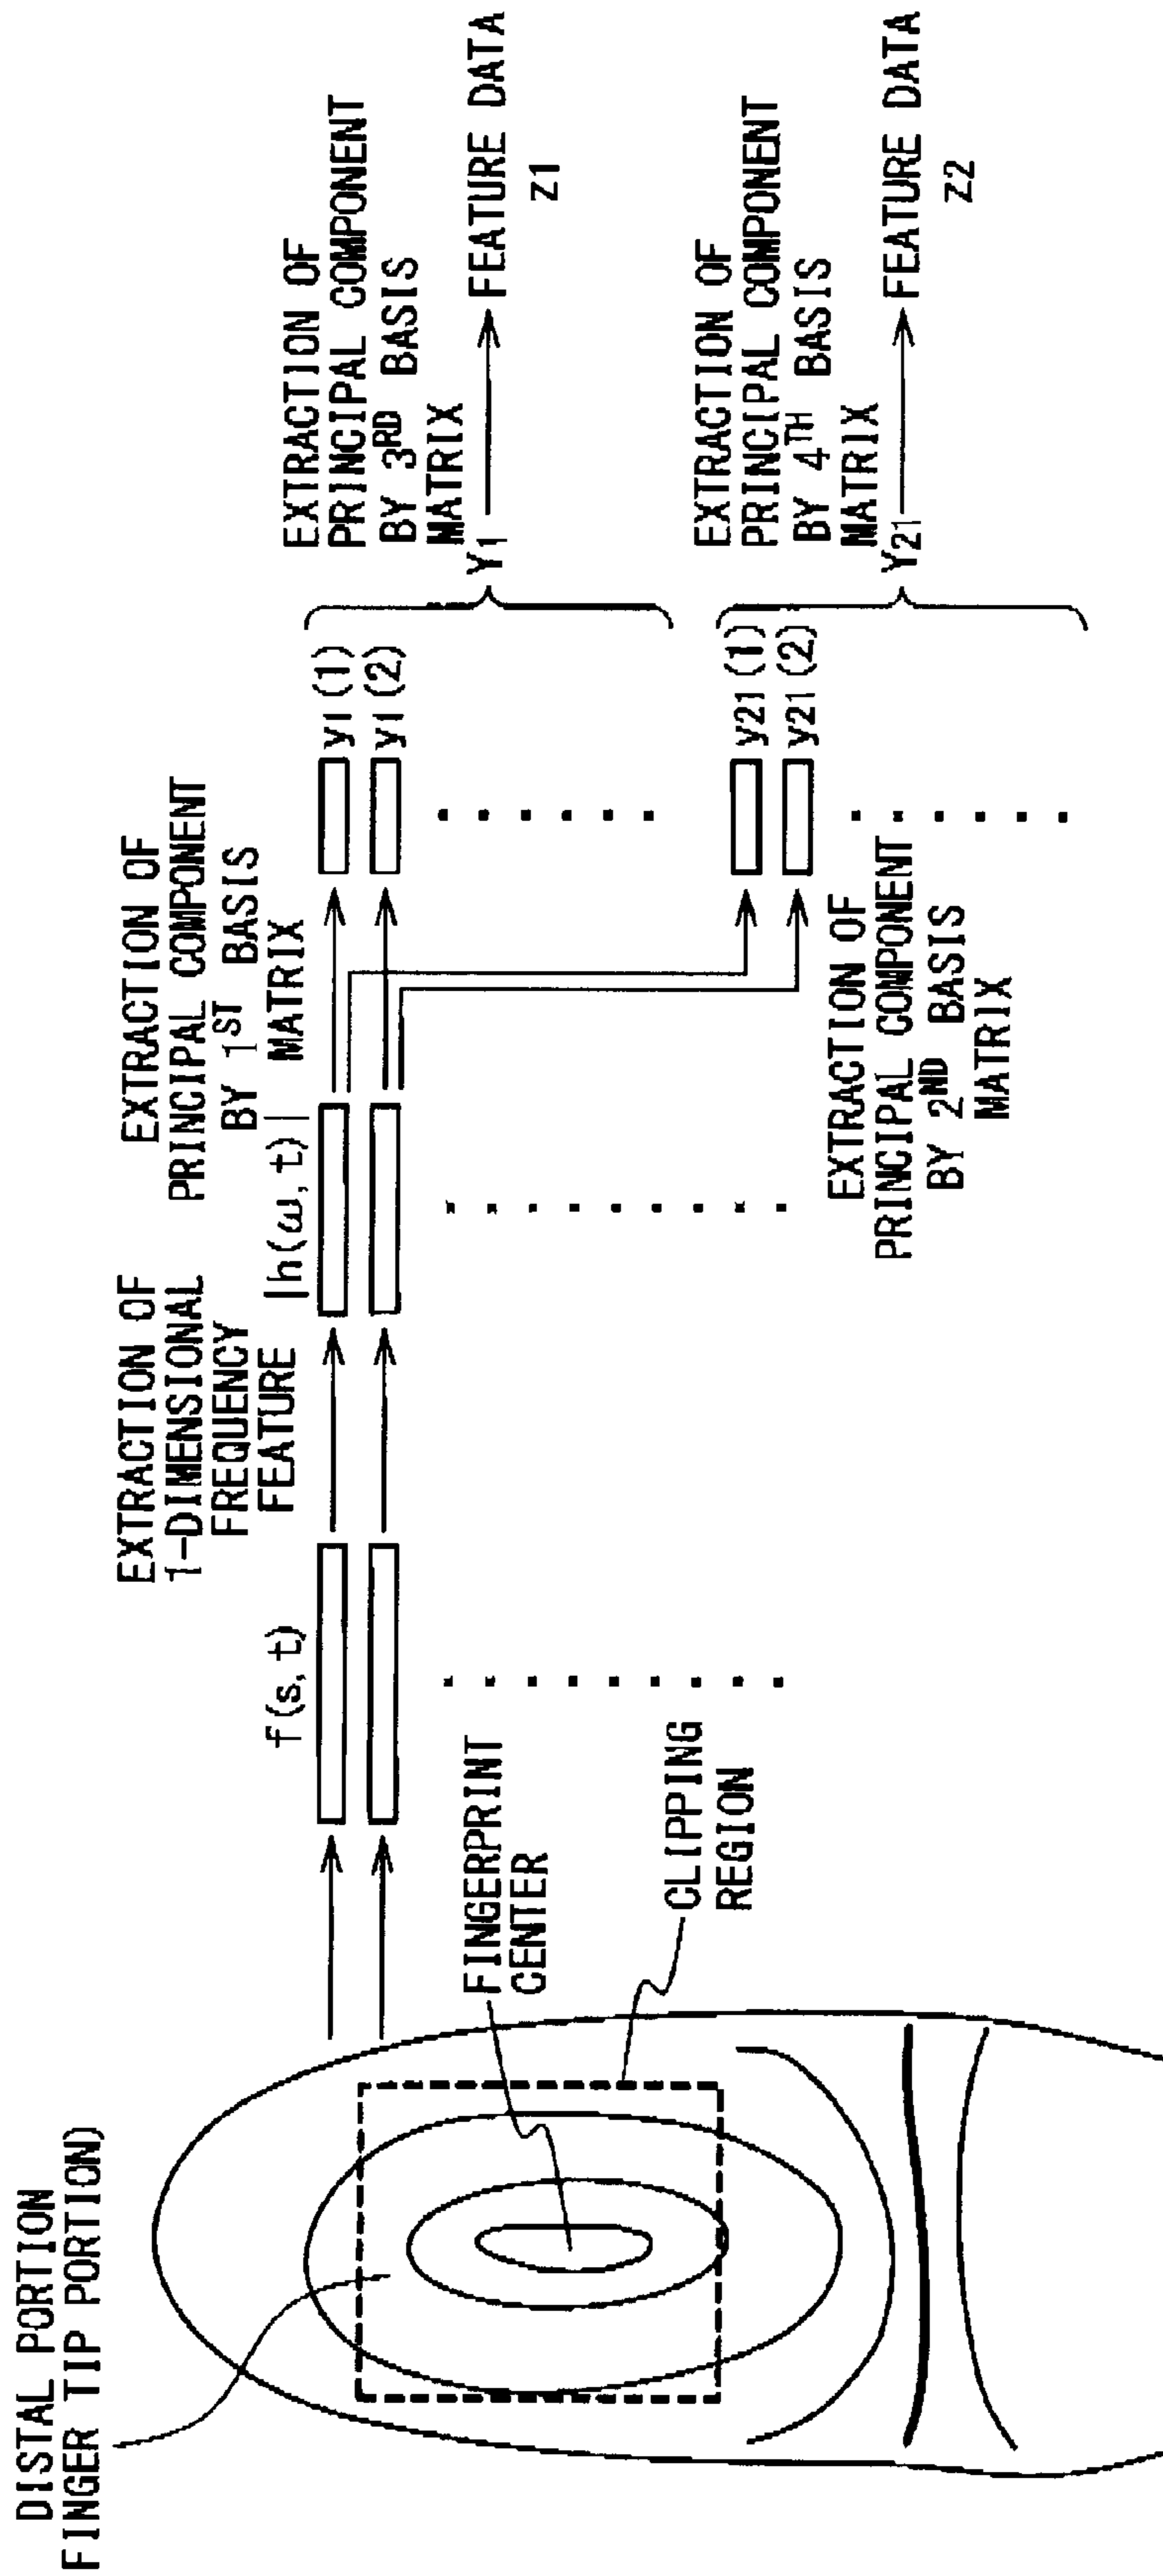 DISTAL PORTION
FINGER TIP PORTION)
FINGERPRINT
CENTER
CLIPPING
REGION
f(s,t)
EXTRACTION OF
1-DIMENSIONAL
FREQUENCY
FEATURE
|h(ω,t)|
EXTRACTION OF
PRINCIPAL COMPONENT
BY 1ST BASIS
MATRIX
EXTRACTION OF
PRINCIPAL COMPONENT
BY 2ND BASIS
MATRIX
y1(1)
y1(2)
y21(1)
y21(2)
EXTRACTION OF
PRINCIPAL COMPONENT
BY 3RD BASIS
MATRIX
Y1
FEATURE DATA
Z1
EXTRACTION OF
PRINCIPAL COMPONENT
BY 4TH BASIS
MATRIX
Y21
FEATURE DATA
Z2